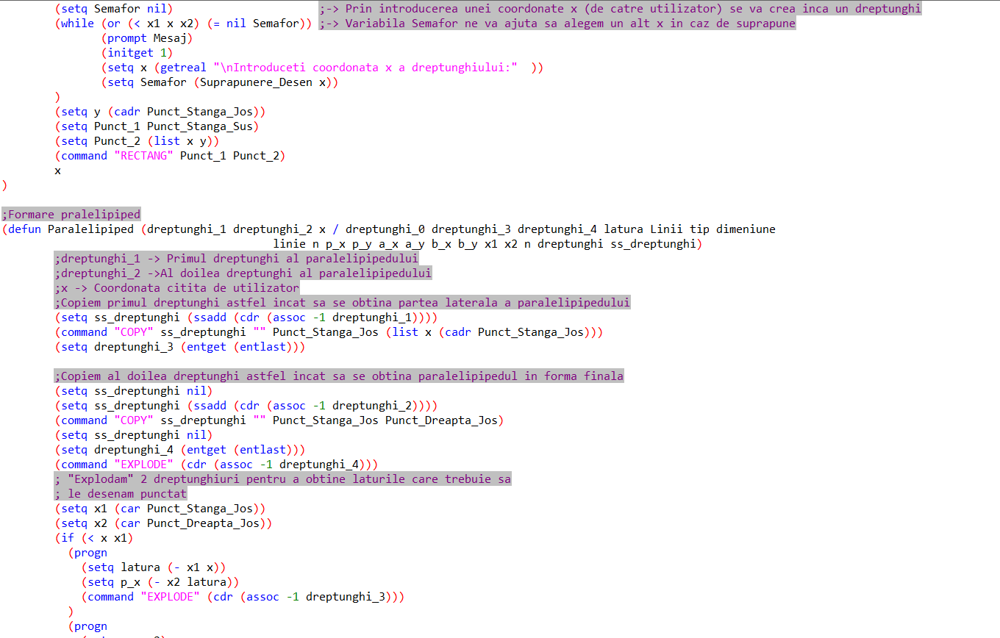 (setq Semafor nil) ;-> Prin introducerea unei coordonate x (de catre utilizator) se va crea inca un dreptunghi
(while (or (< x1 x x2) (= nil Semafor)) ;-> Variabila Semafor ne va ajuta sa alegem un alt x in caz de suprapune
(prompt Mesaj)
(initget 1)
(setq x (getreal "\nIntroduceti coordonata x a dreptunghiului:" ))
(setq Semafor (Suprapunere_Desen x))
)
(setq y (cadr Punct_Stanga_Jos))
(setq Punct_1 Punct_Stanga_Sus)
(setq Punct_2 (list x y))
(command "RECTANG" Punct_1 Punct_2)
x
)
;Formare pralelipiped
(defun Paralelipiped (dreptunghi_1 dreptunghi_2 x / dreptunghi_0 dreptunghi_3 dreptunghi_4 latura Linii tip dimeniune
linie n p_x p_y a_x a_y b_x b_y x1 x2 n dreptunghi ss_dreptunghi)
;dreptunghi_1 -> Primul dreptunghi al paralelipipedului
;dreptunghi_2 ->Al doilea dreptunghi al paralelipipedului
;x -> Coordonata citita de utilizator
;Copiem primul dreptunghi astfel incat sa se obtina partea laterala a paralelipipedului
(setq ss_dreptunghi (ssadd (cdr (assoc -1 dreptunghi_1))))
(command "COPY" ss_dreptunghi "" Punct_Stanga_Jos (list x (cadr Punct_Stanga_Jos)))
(setq dreptunghi_3 (entget (entlast)))
;Copiem al doilea dreptunghi astfel incat sa se obtina paralelipipedul in forma finala
(setq ss_dreptunghi nil)
(setq ss_dreptunghi (ssadd (cdr (assoc -1 dreptunghi_2))))
(command "COPY" ss_dreptunghi "" Punct_Stanga_Jos Punct_Dreapta_Jos)
(setq ss_dreptunghi nil)
(setq dreptunghi_4 (entget (entlast)))
(command "EXPLODE" (cdr (assoc -1 dreptunghi_4)))
; "Explodam" 2 dreptunghiuri pentru a obtine laturile care trebuie sa
; le desenam punctat
(setq x1 (car Punct_Stanga_Jos))
(setq x2 (car Punct_Dreapta_Jos))
(if (< x x1)
(progn
(setq latura (- x1 x))
(setq p_x (- x2 latura))
(command "EXPLODE" (cdr (assoc -1 dreptunghi_3)))
)
(progn